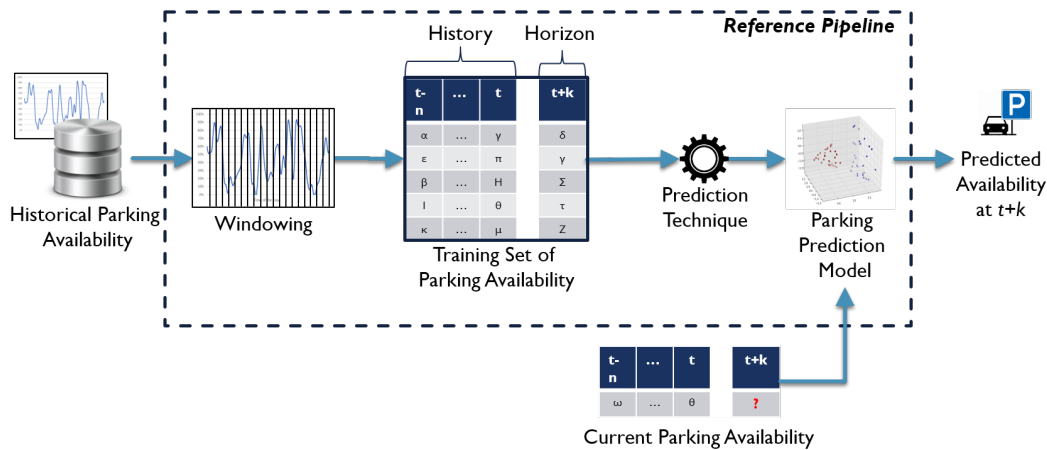 Reference Pipeline
History
Horizon
t-n ... t t+k
α ... γ δ
ε ... π γ
β ... Η Σ
Ι ... θ τ
κ ... μ Ζ
Historical Parking
Availability
Windowing
Training Set of
Parking Availability
Prediction
Technique
Parking
Prediction
Model
P
Predicted
Availability
at t+k
t-n ... t t+k
ω ... θ ?
Current Parking Availability